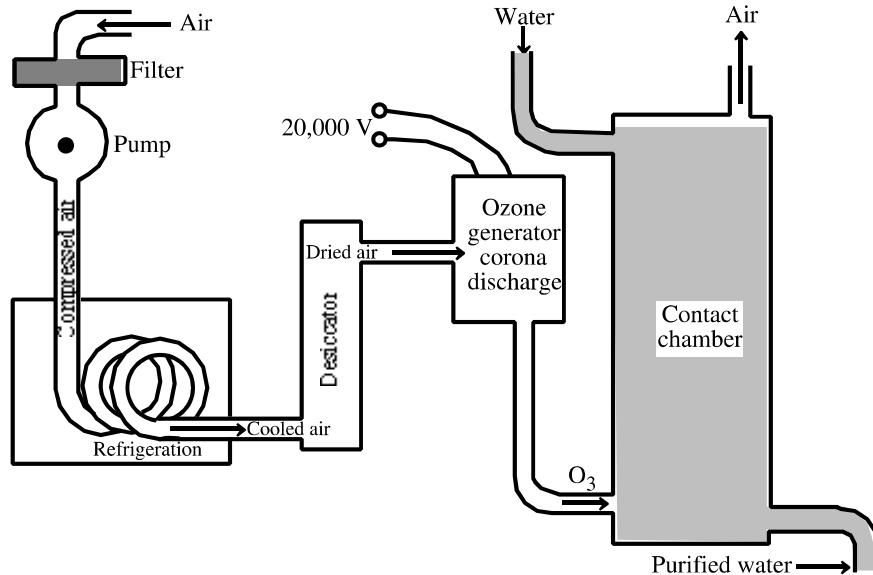 Air
Filter
Pump
Compressed air
Refrigeration
Cooled air
Desiccator
Dried air
20,000 V
Ozone
generator
corona
discharge
O3
Water
Air
Contact
chamber
Purified water